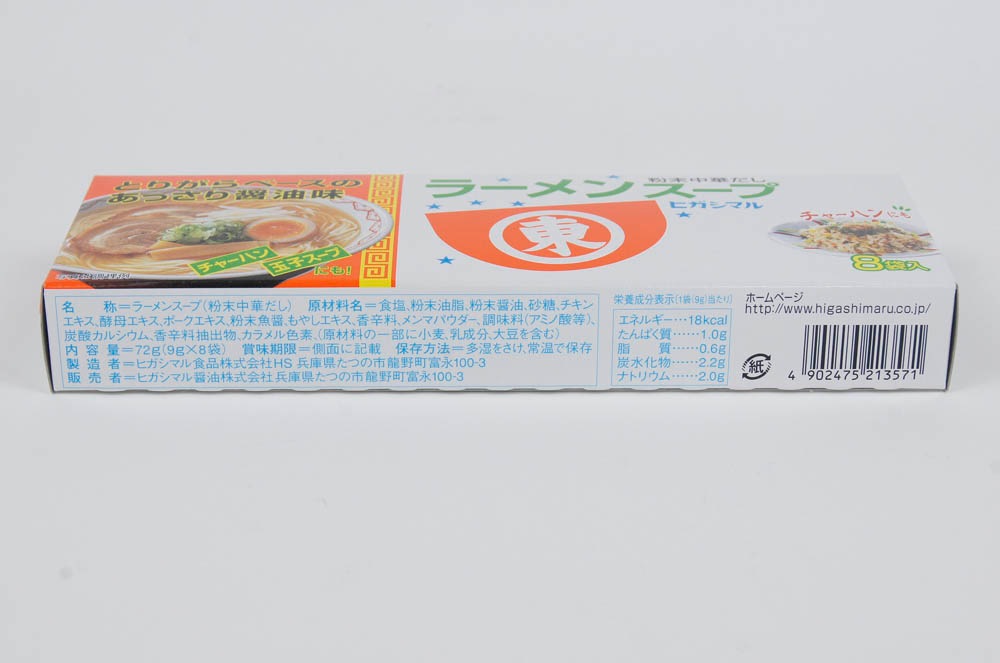 とりがらベースの
あっさり醤油味
チャーハン
玉子スープ
にも!
粉末中華だし
ラーメンスープ
ヒガシマル
東
チャーハンにも
8袋入
名　　称=ラーメンスープ(粉末中華だし)　原材料名=食塩、粉末油脂、粉末醤油、砂糖、チキン
エキス、酵母エキス、ポークエキス、粉末魚醤、もやしエキス、香辛料、メンマパウダー、調味料(アミノ酸等)、
炭酸カルシウム、香辛料抽出物、カラメル色素、(原材料の一部に小麦、乳成分、大豆を含む)
内 容 量=72g(9g×8袋)　賞味期限=側面に記載　保存方法=多湿をさけ、常温で保存
製 造 者=ヒガシマル食品株式会社HS 兵庫県たつの市龍野町富永100-3
販 売 者=ヒガシマル醤油株式会社 兵庫県たつの市龍野町富永100-3
栄養成分表示(1袋(9g)当たり)
エネルギー…18kcal
たんぱく質……1.0g
脂　　質……0.6g
炭水化物……2.2g
ナトリウム……2.0g
ホームページ
http://www.higashimaru.co.jp/
紙
4 902475 213571